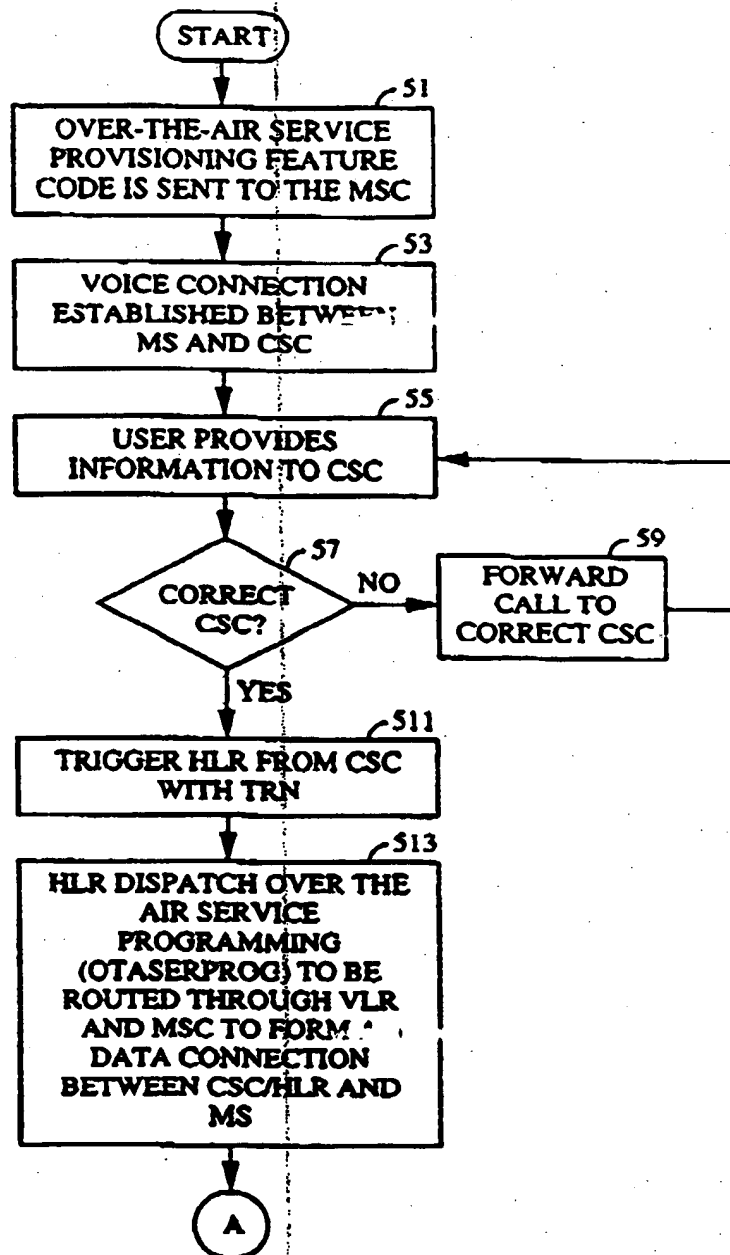 START
51
OVER-THE-AIR SERVICE
PROVISIONING FEATURE
CODE IS SENT TO THE MSC
53
VOICE CONNECTION
ESTABLISHED BETWEEN
MS AND CSC
55
USER PROVIDES
INFORMATION TO CSC
57
CORRECT
CSC?
NO
59
FORWARD
CALL TO
CORRECT CSC
YES
511
TRIGGER HLR FROM CSC
WITH TRN
513
HLR DISPATCH OVER THE
AIR SERVICE
PROGRAMMING
(OTASERPROG) TO BE
ROUTED THROUGH VLR
AND MSC TO FORM
DATA CONNECTION
BETWEEN CSC/HLR AND
MS
A